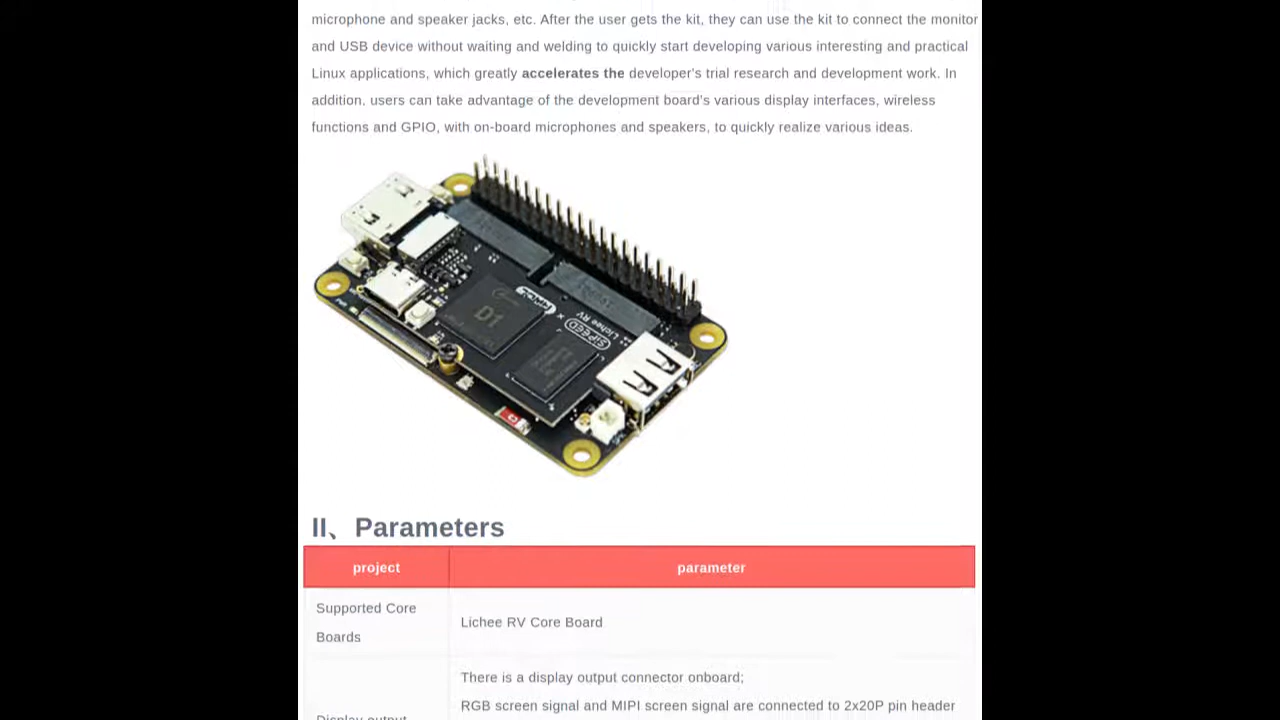 microphone and speaker jacks, etc. After the user gets the kit, they can use the kit to connect the monitor
and USB device without waiting and welding to quickly start developing various interesting and practical
Linux applications, which greatly accelerates the developer's trial research and development work. In
addition, users can take advantage of the development board's various display interfaces, wireless
functions and GPIO, with on-board microphones and speakers, to quickly realize various ideas.
D1
SiPEED
Lichee RV
II、Parameters
project
parameter
Supported Core
Boards
Lichee RV Core Board
There is a display output connector onboard;
RGB screen signal and MIPI screen signal are connected to 2x20P pin header
Display output